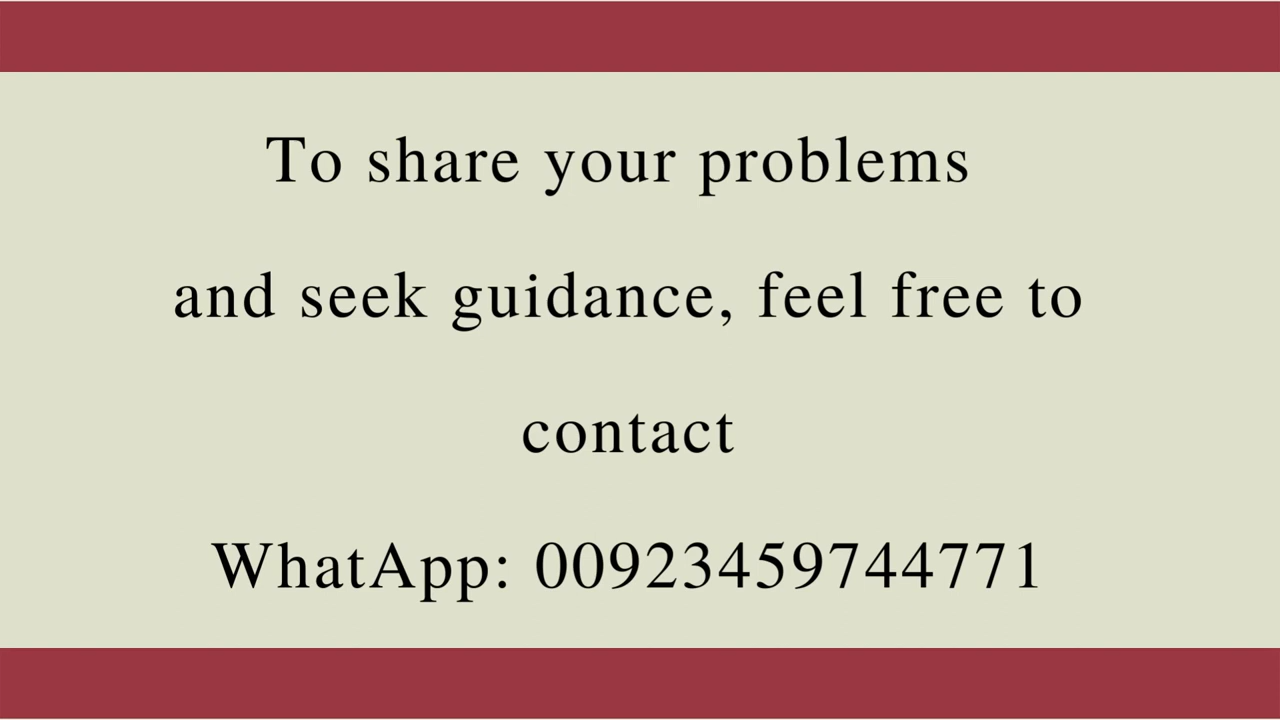 To share your problems
and seek guidance, feel free to
contact
WhatApp: 00923459744771